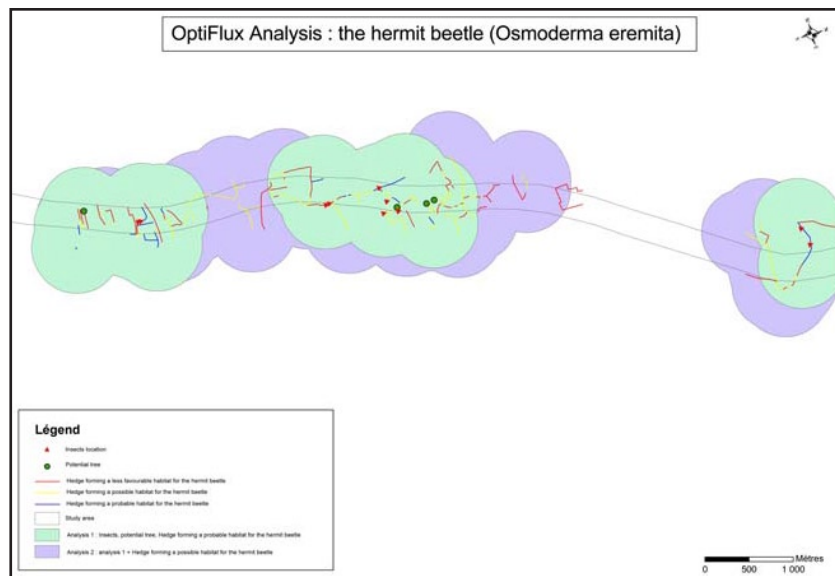 OptiFlux Analysis : the hermit beetle (Osmoderma eremita)
Légend
Insects location
Potential tree
Hedge forming a less favourable habitat for the hermit beetle
Hedge forming a possible habitat for the hermit beetle
Hedge forming a probable habitat for the hermit beetle
Study area
Analysis 1 : Insects, potential tree, Hedge forming a probable habitat for the hermit beetle
Analysis 2 : analysis 1 + Hedge forming a possible habitat for the hermit beetle
Mètres
0 500 1 000